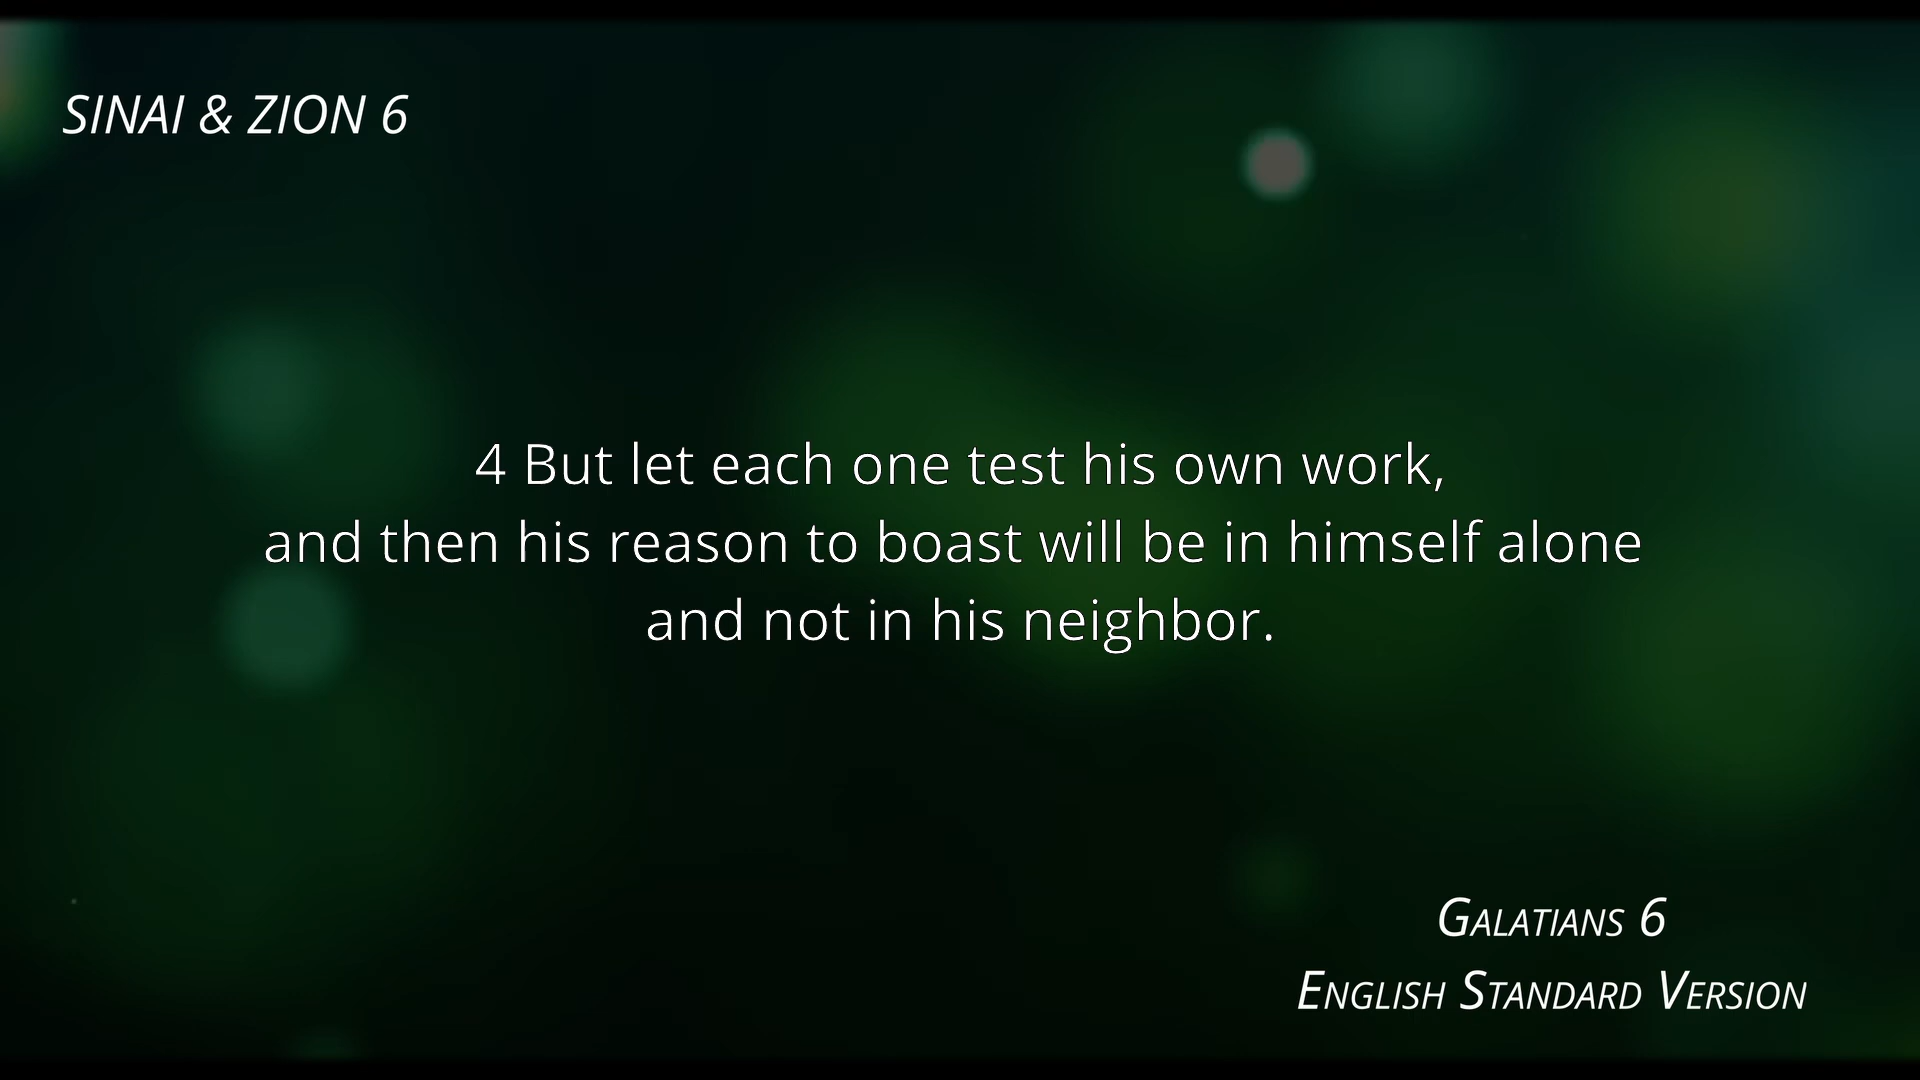 SINAI & ZION 6
4 But let each one test his own work,
and then his reason to boast will be in himself alone
and not in his neighbor.
Galatians 6
English Standard Version